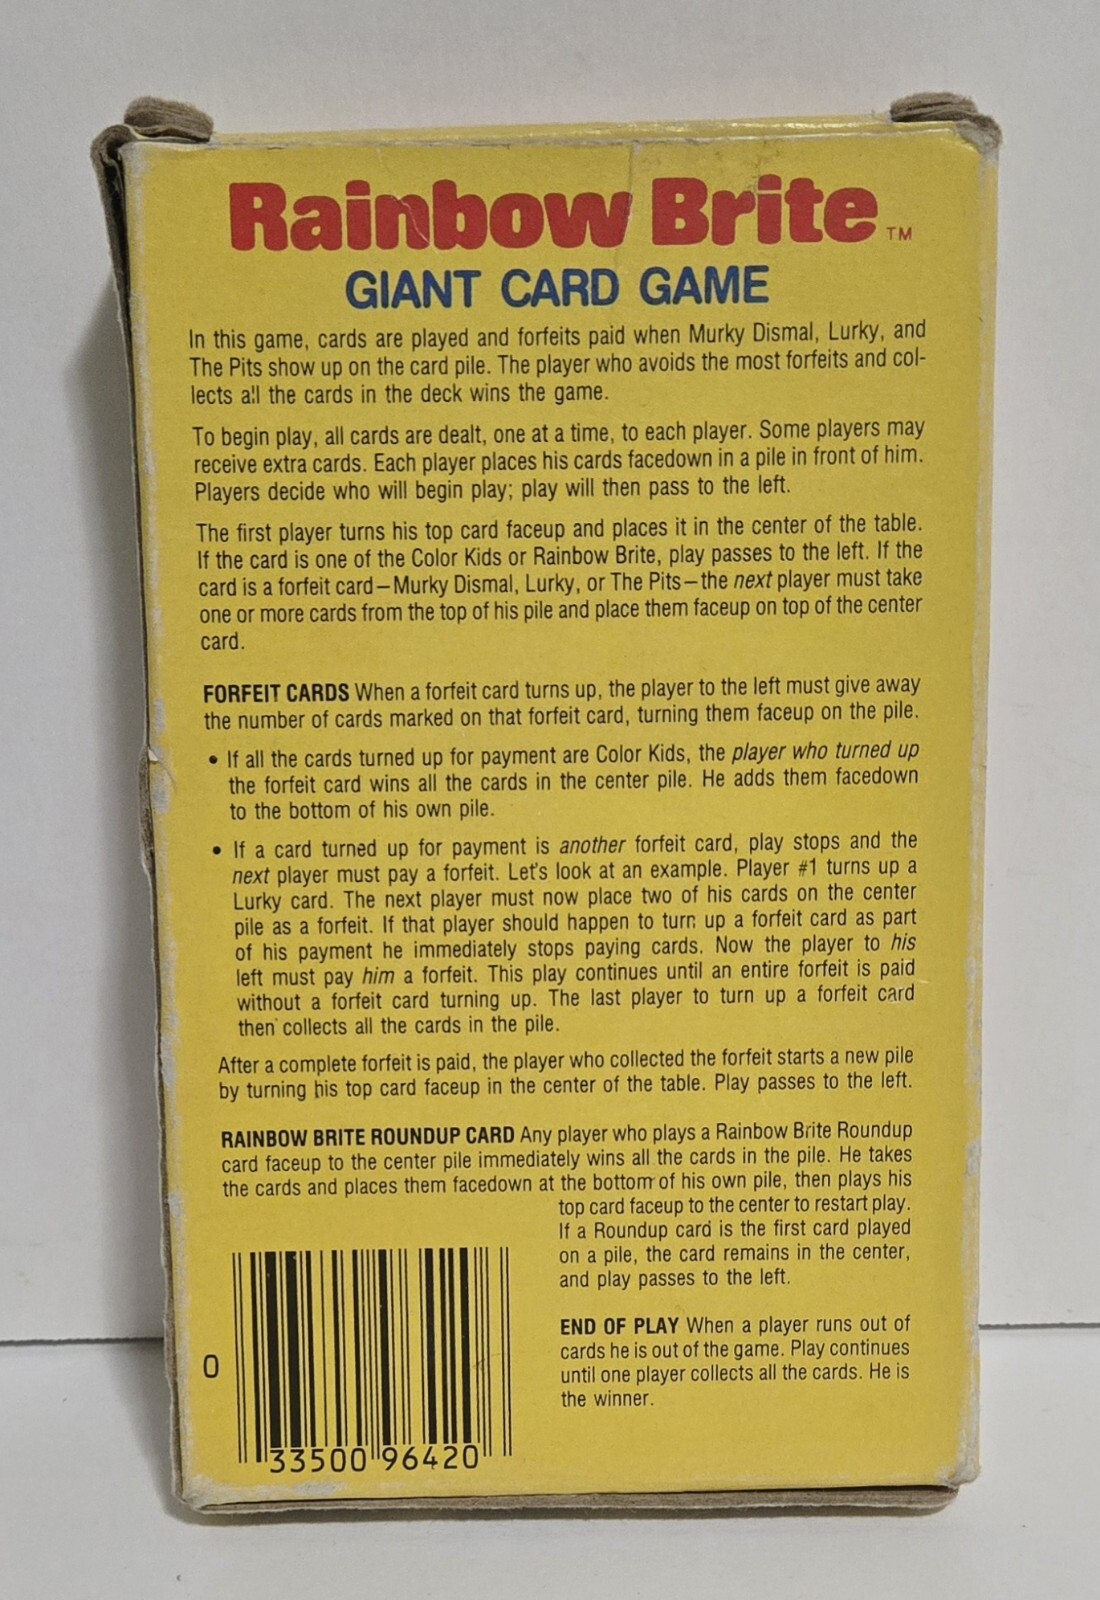 Rainbow Brite™
GIANT CARD GAME
In this game, cards are played and forfeits paid when Murky Dismal, Lurky, and
The Pits show up on the card pile. The player who avoids the most forfeits and col-
lects all the cards in the deck wins the game.
To begin play, all cards are dealt, one at a time, to each player. Some players may
receive extra cards. Each player places his cards facedown in a pile in front of him.
Players decide who will begin play; play will then pass to the left.
The first player turns his top card faceup and places it in the center of the table.
If the card is one of the Color Kids or Rainbow Brite, play passes to the left. If the
card is a forfeit card—Murky Dismal, Lurky, or The Pits—the next player must take
one or more cards from the top of his pile and place them faceup on top of the center
card.
FORFEIT CARDS When a forfeit card turns up, the player to the left must give away
the number of cards marked on that forfeit card, turning them faceup on the pile.
• If all the cards turned up for payment are Color Kids, the player who turned up
the forfeit card wins all the cards in the center pile. He adds them facedown
to the bottom of his own pile.
• If a card turned up for payment is another forfeit card, play stops and the
next player must pay a forfeit. Let's look at an example. Player #1 turns up a
Lurky card. The next player must now place two of his cards on the center
pile as a forfeit. If that player should happen to turn up a forfeit card as part
of his payment he immediately stops paying cards. Now the player to his
left must pay him a forfeit. This play continues until an entire forfeit is paid
without a forfeit card turning up. The last player to turn up a forfeit card
then collects all the cards in the pile.
After a complete forfeit is paid, the player who collected the forfeit starts a new pile
by turning his top card faceup in the center of the table. Play passes to the left.
RAINBOW BRITE ROUNDUP CARD Any player who plays a Rainbow Brite Roundup
card faceup to the center pile immediately wins all the cards in the pile. He takes
the cards and places them facedown at the bottom of his own pile, then plays his
top card faceup to the center to restart play.
If a Roundup card is the first card played
on a pile, the card remains in the center,
and play passes to the left.
END OF PLAY When a player runs out of
cards he is out of the game. Play continues
until one player collects all the cards. He is
the winner.
0 33500 96420